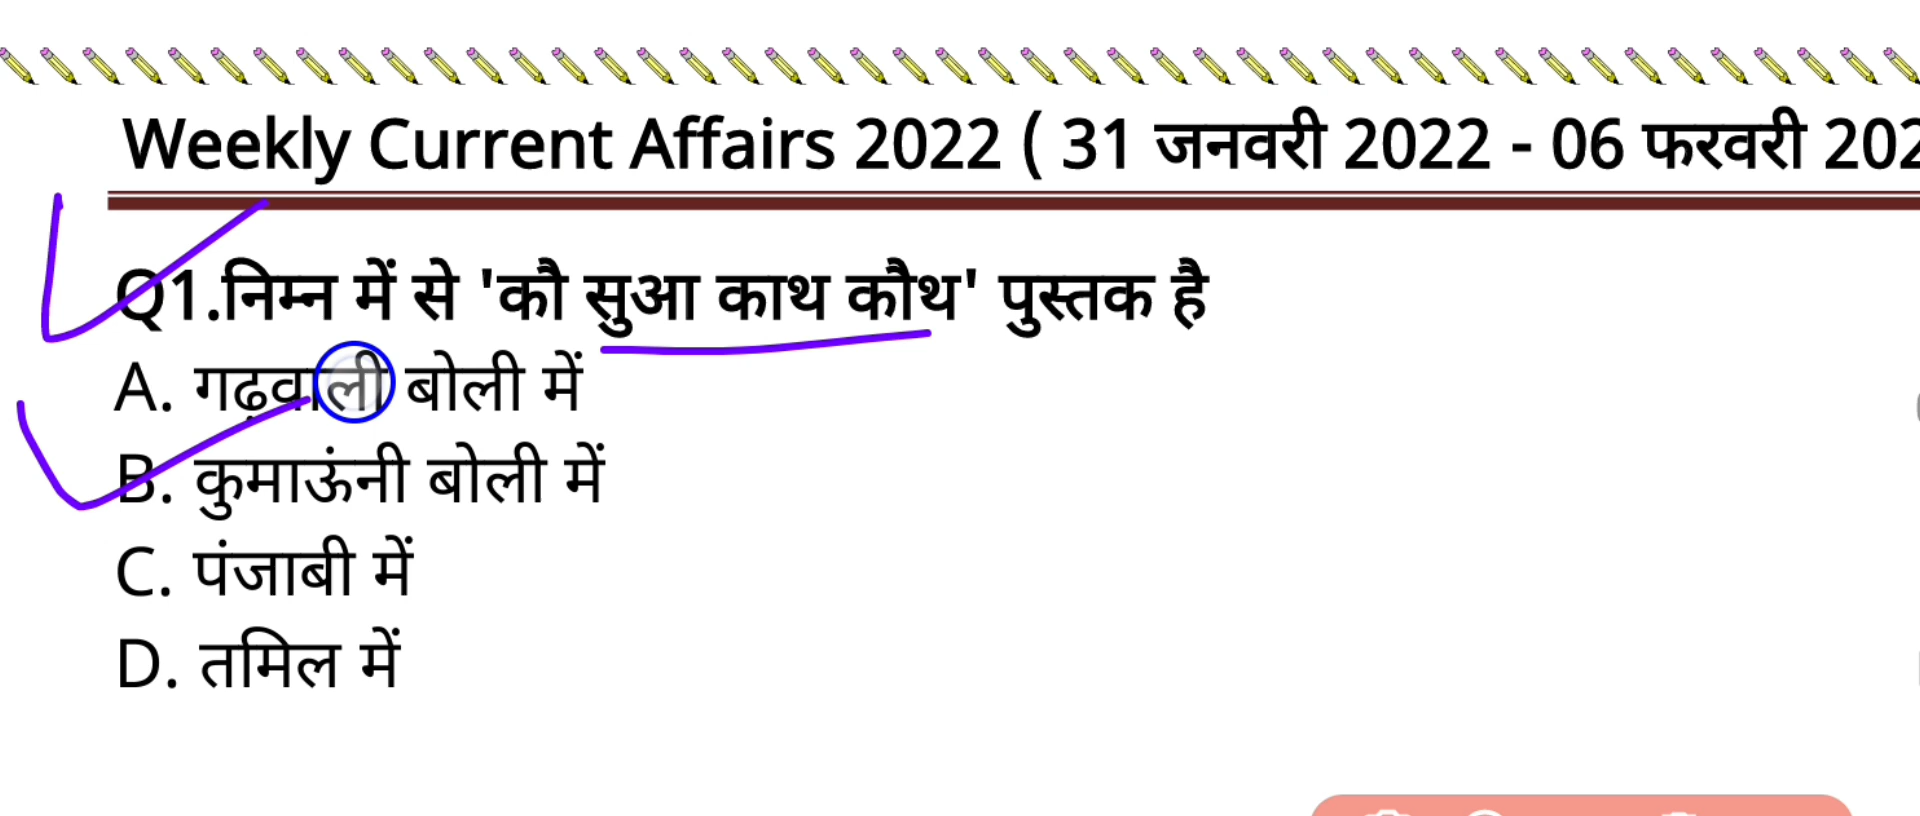 Weekly Current Affairs 2022 ( 31 जनवरी 2022 - 06 फरवरी 202
Q1.निम्न में से 'कौ सुआ काथ कौथ' पुस्तक है
A. गढ़वाली बोली में
B. कुमाऊंनी बोली में
C. पंजाबी में
D. तमिल में